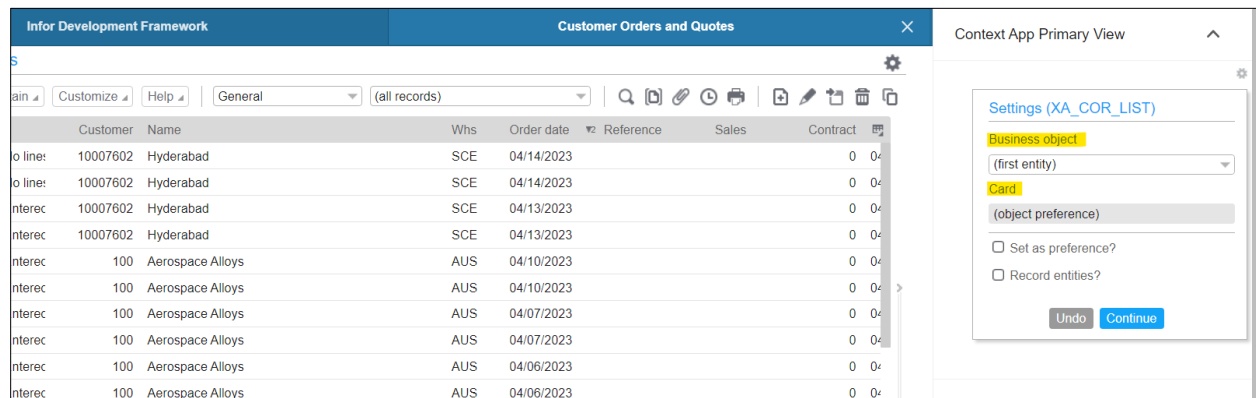 Infor Development Framework Customer Orders and Quotes
Context App Primary View
Customize Help General (all records)
Customer Name Whs Order date Reference Sales Contract
10007602 Hyderabad SCE 04/14/2023 0
10007602 Hyderabad SCE 04/14/2023 0
10007602 Hyderabad SCE 04/13/2023 0
10007602 Hyderabad SCE 04/13/2023 0
100 Aerospace Alloys AUS 04/10/2023 0
100 Aerospace Alloys AUS 04/10/2023 0
100 Aerospace Alloys AUS 04/07/2023 0
100 Aerospace Alloys AUS 04/07/2023 0
100 Aerospace Alloys AUS 04/06/2023 0
100 Aerospace Alloys AUS 04/06/2023 0
Settings (XA_COR_LIST)
Business object
(first entity)
Card
(object preference)
Set as preference?
Record entities?
Undo Continue